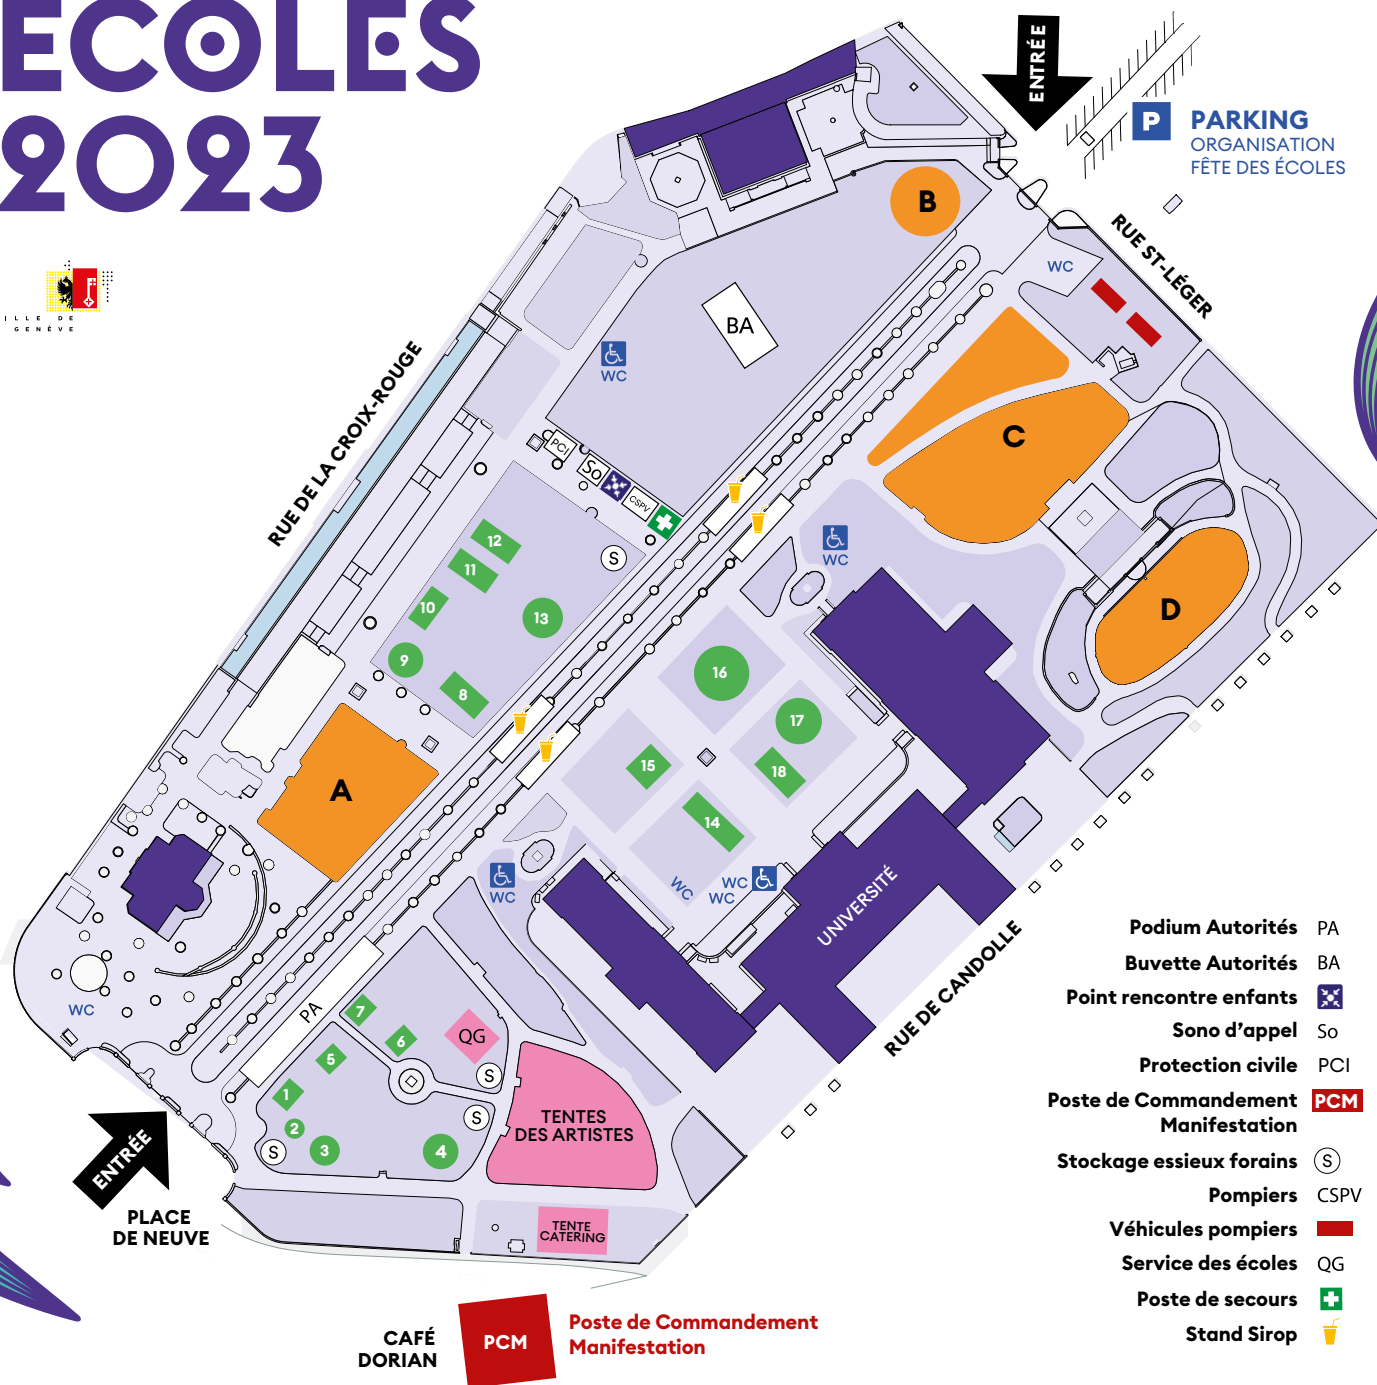 ECOLES
2023
ILLE DE
GENÈVE
ENTRÉE
P
PARKING
ORGANISATION
FÊTE DES ÉCOLES
RUE ST-LÉGER
RUE DE LA CROIX-ROUGE
B
WC
BA
WC
C
PCI
So
CSPV
S
WC
D
12
11
10
13
9
8
16
17
15
18
14
A
WC
WC
WC
WC
UNIVERSITÉ
RUE DE CANDOLLE
WC
PA
7
6
QG
5
S
1
2
3
4
S
S
TENTES
DES ARTISTES
TENTE
CATERING
ENTRÉE
PLACE
DE NEUVE
CAFÉ
DORIAN
PCM
Poste de Commandement
Manifestation
Podium Autorités PA
Buvette Autorités BA
Point rencontre enfants
Sono d'appel So
Protection civile PCI
Poste de Commandement PCM
Manifestation
Stockage essieux forains S
Pompiers CSPV
Véhicules pompiers
Service des écoles QG
Poste de secours
Stand Sirop